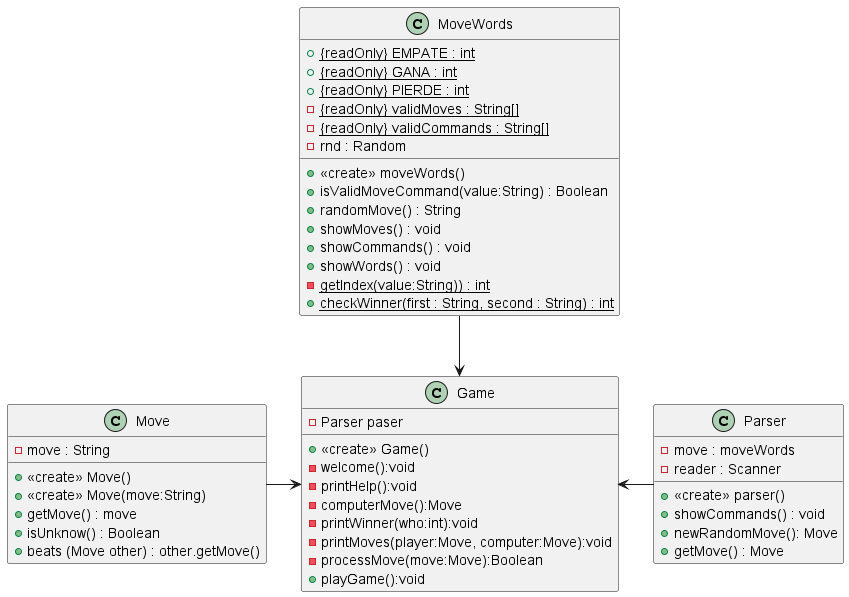 C MoveWords
{readOnly} EMPATE : int
{readOnly} GANA : int
{readOnly} PIERDE : int
{readOnly} validMoves : String[]
{readOnly} validCommands : String[]
rnd : Random
«create» moveWords()
isValidMoveCommand(value:String) : Boolean
randomMove() : String
showMoves() : void
showCommands() : void
showWords() : void
getIndex(value:String)) : int
checkWinner(first : String, second : String) : int
C Move
move : String
«create» Move()
«create» Move(move:String)
getMove() : move
isUnknow() : Boolean
beats (Move other) : other.getMove()
C Game
Parser paser
«create» Game()
welcome():void
printHelp():void
computerMove():Move
printWinner(who:int):void
printMoves(player:Move, computer:Move):void
processMove(move:Move):Boolean
playGame():void
C Parser
move : moveWords
reader : Scanner
«create» parser()
showCommands() : void
newRandomMove(): Move
getMove() : Move